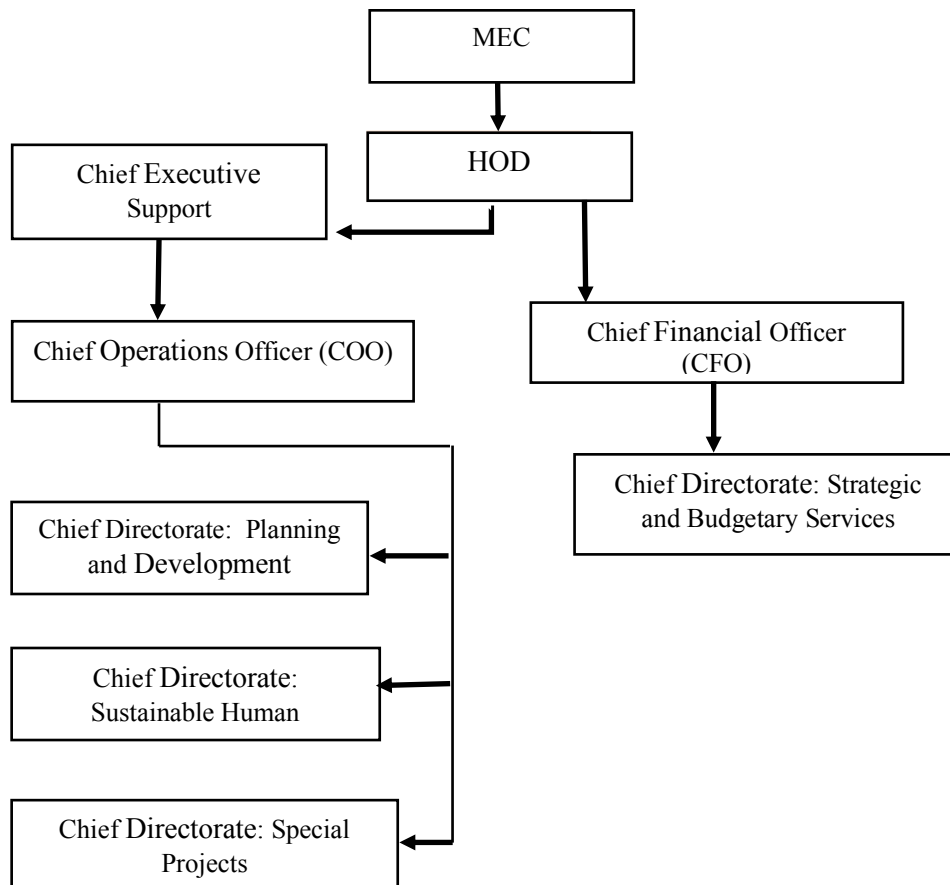 MEC
HOD
Chief Executive
Support
Chief Operations Officer (COO)
Chief Financial Officer
(CFO)
Chief Directorate: Strategic
and Budgetary Services
Chief Directorate: Planning
and Development
Chief Directorate:
Sustainable Human
Chief Directorate: Special
Projects